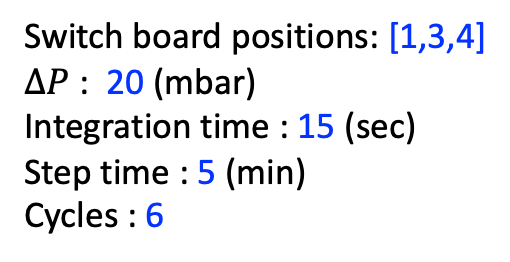 Switch board positions: [1,3,4]
Δ𝑃 : 20 (mbar)
Integration time : 15 (sec)
Step time : 5 (min)
Cycles : 6